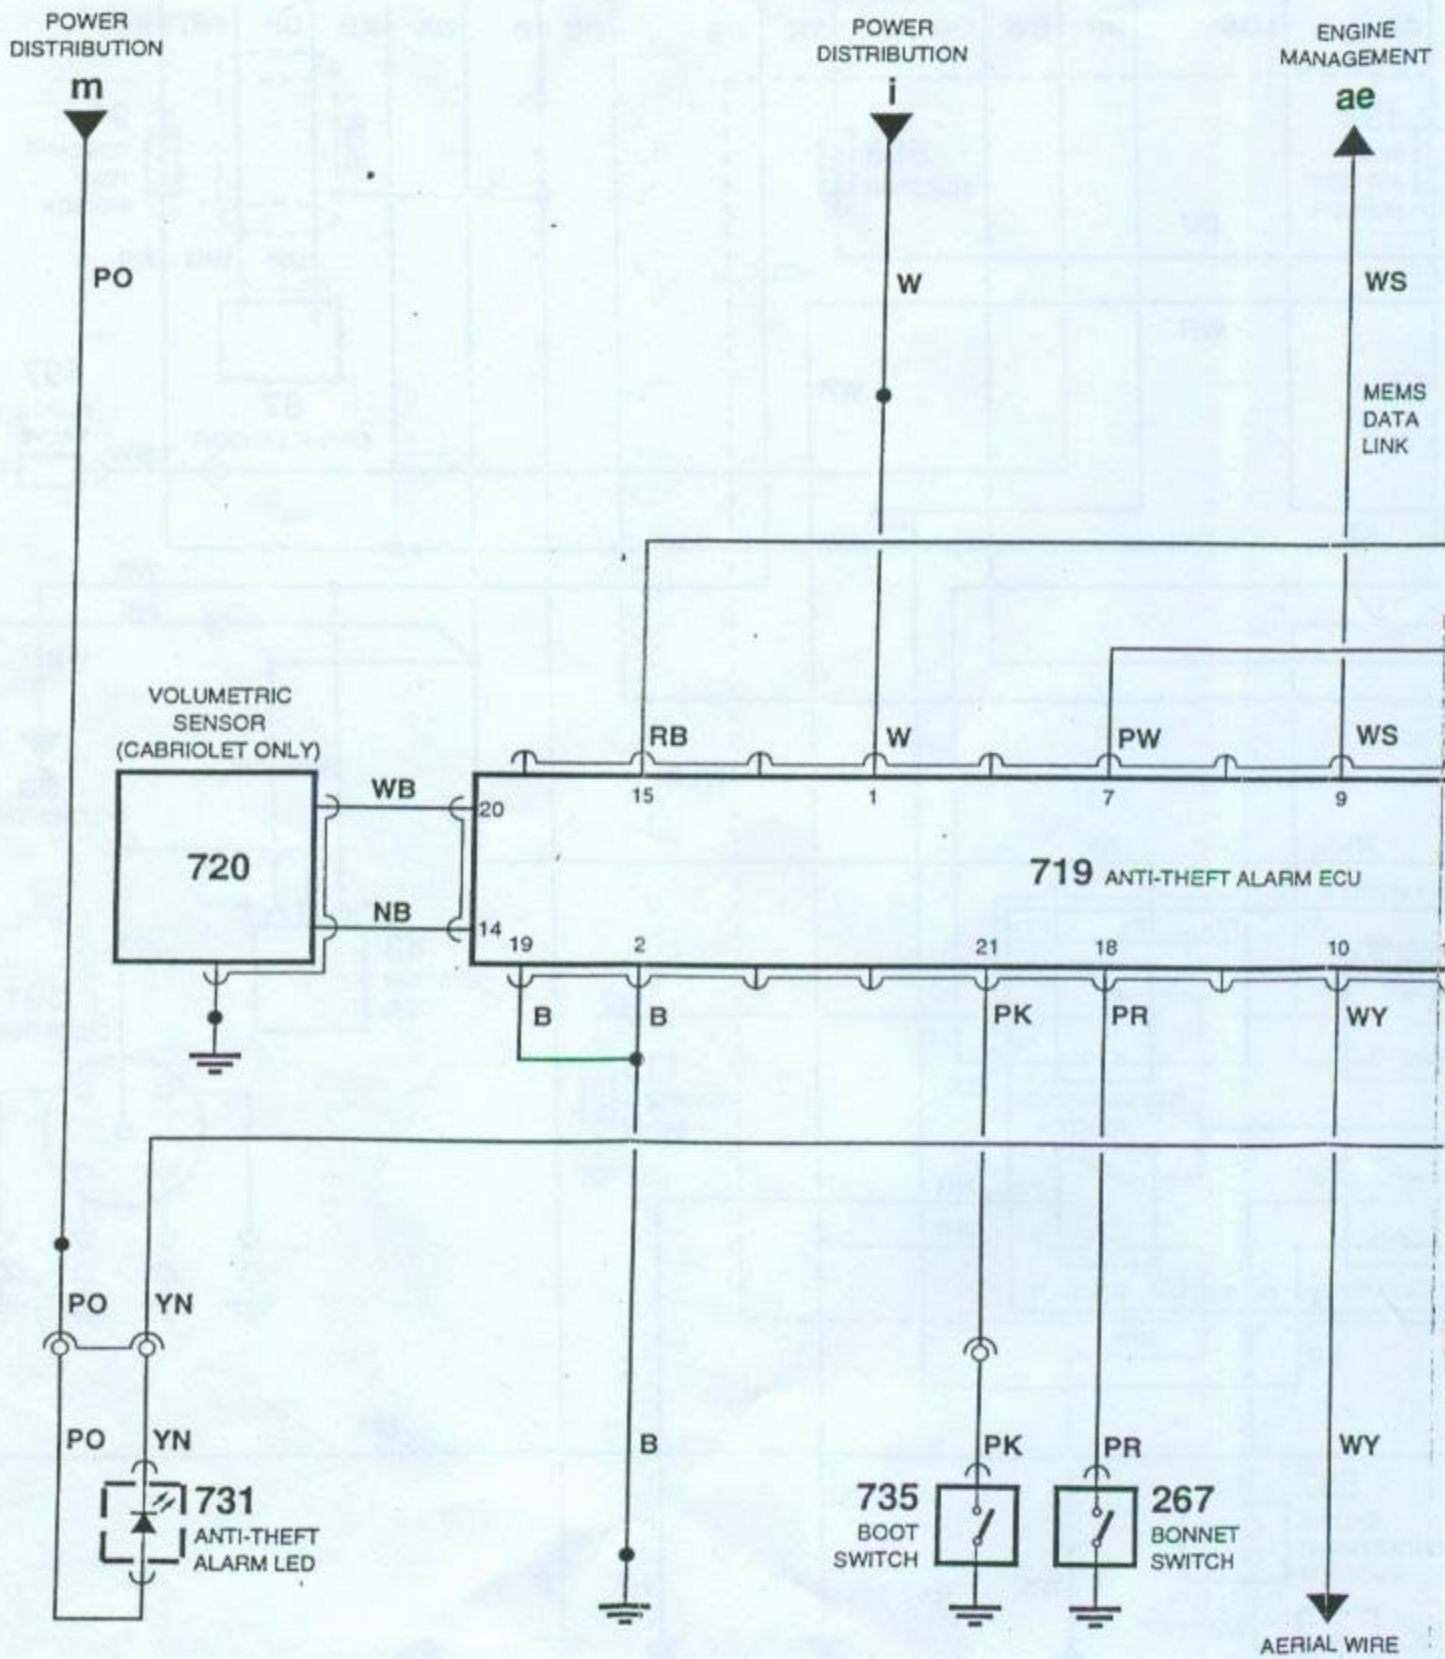 POWER
DISTRIBUTION
m
POWER
DISTRIBUTION
i
ENGINE
MANAGEMENT
ae
PO
W
WS
MEMS
DATA
LINK
VOLUMETRIC
SENSOR
(CABRIOLET ONLY)
RB
W
PW
WS
WB
20
15
1
7
9
720
719 ANTI-THEFT ALARM ECU
NB
14
19
2
21
18
10
B
B
PK
PR
WY
PO
YN
PO
YN
B
PK
PR
WY
731
ANTI-THEFT
ALARM LED
735
BOOT
SWITCH
267
BONNET
SWITCH
AERIAL WIRE